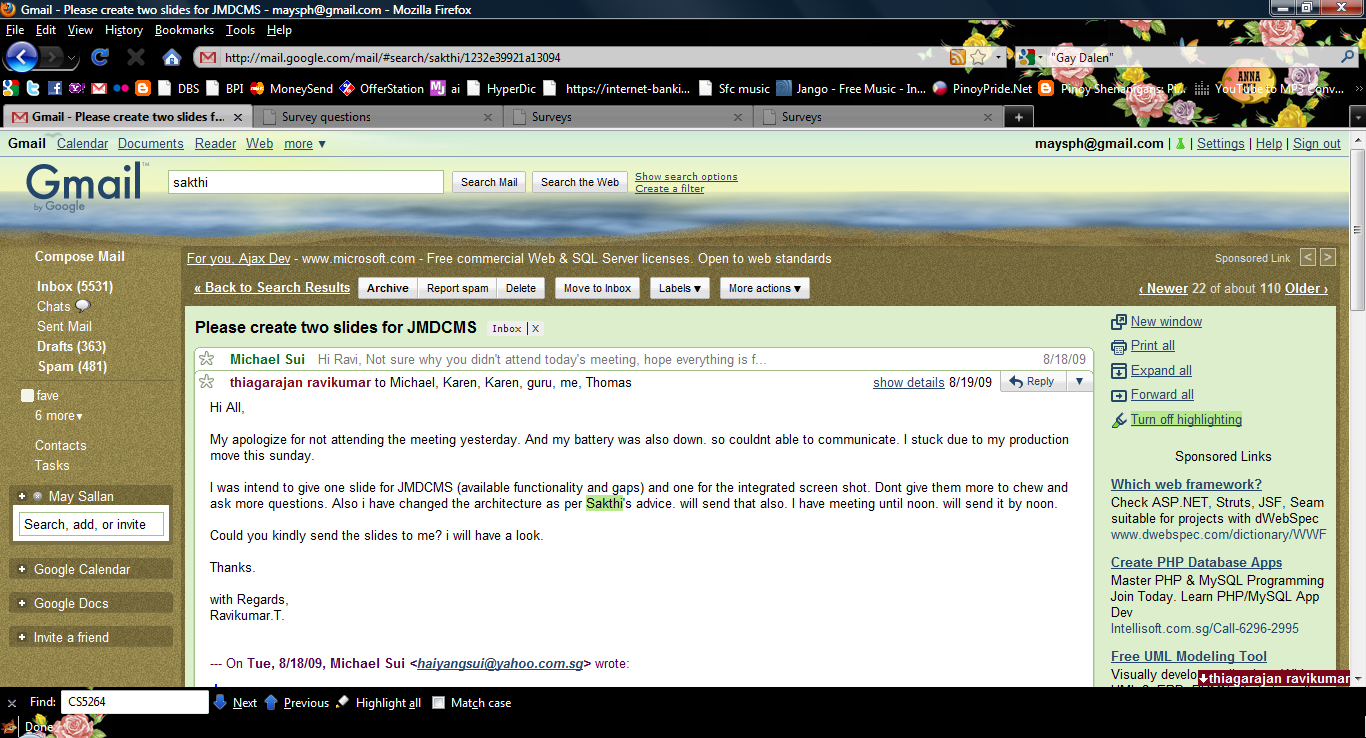 Gmail - Please create two slides for JMDCMS - maysph@gmail.com - Mozilla Firefox
File Edit View History Bookmarks Tools Help
http://mail.google.com/mail/#search/sakthi/1232e39921a13094 "Gay Dalen"
DBS BPI MoneySend OfferStation ai HyperDic https://internet-banki... Sfc music Jango - Free Music - In... PinoyPride.Net Pinoy Shenanigans: Pi... YouTube to MP3 Conv...
ANNA
Gmail - Please create two slides f... Survey questions Surveys Surveys
Gmail Calendar Documents Reader Web more ▼ maysph@gmail.com | Settings | Help | Sign out
Gmail™
by Google
sakthi Search Mail Search the Web Show search options
Create a filter
Compose Mail
Inbox (5531)
Chats
Sent Mail
Drafts (363)
Spam (481)
fave
6 more▼
Contacts
Tasks
+ May Sallan
Search, add, or invite
+ Google Calendar
+ Google Docs
+ Invite a friend
For you, Ajax Dev - www.microsoft.com - Free commercial Web & SQL Server licenses. Open to web standards Sponsored Link < >
« Back to Search Results Archive Report spam Delete Move to Inbox Labels ▼ More actions ▼ ‹ Newer 22 of about 110 Older ›
Please create two slides for JMDCMS Inbox | X
Michael Sui Hi Ravi, Not sure why you didn't attend today's meeting, hope everything is f... 8/18/09
thiagarajan ravikumar to Michael, Karen, Karen, guru, me, Thomas show details 8/19/09 Reply ▼
Hi All,
My apologize for not attending the meeting yesterday. And my battery was also down. so couldnt able to communicate. I stuck due to my production
move this sunday.
I was intend to give one slide for JMDCMS (available functionality and gaps) and one for the integrated screen shot. Dont give them more to chew and
ask more questions. Also i have changed the architecture as per Sakthi's advice. will send that also. I have meeting until noon. will send it by noon.
Could you kindly send the slides to me? i will have a look.
Thanks.
with Regards,
Ravikumar.T.
--- On Tue, 8/18/09, Michael Sui <haiyangsui@yahoo.com.sg> wrote:
New window
Print all
Expand all
Forward all
Turn off highlighting
Sponsored Links
Which web framework?
Check ASP.NET, Struts, JSF, Seam
suitable for projects with dWebSpec
www.dwebspec.com/dictionary/WWF
Create PHP Database Apps
Master PHP & MySQL Programming
Join Today. Learn PHP/MySQL App
Dev
Intellisoft.com.sg/Call-6296-2995
Free UML Modeling Tool
Visually develo
thiagarajan ravikumar
Find: CS5264 Next Previous Highlight all Match case
Done